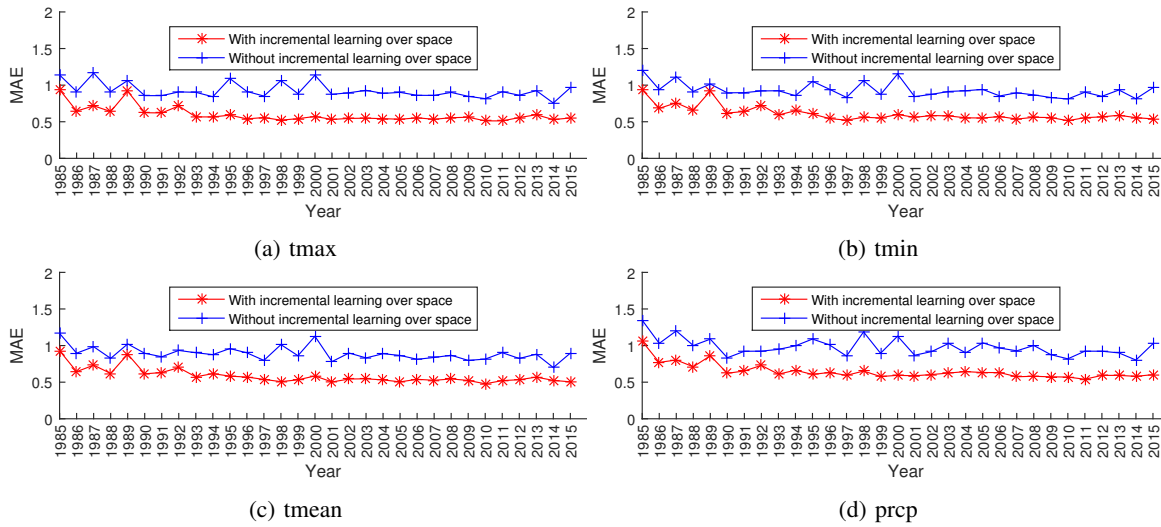 2
1.5
1
0.5
0
MAE
With incremental learning over space
Without incremental learning over space
1985 1986 1987 1988 1989 1990 1991 1992 1993 1994 1995 1996 1997 1998 1999 2000 2001 2002 2003 2004 2005 2006 2007 2008 2009 2010 2011 2012 2013 2014 2015
Year
(a) tmax
2
1.5
1
0.5
0
MAE
With incremental learning over space
Without incremental learning over space
1985 1986 1987 1988 1989 1990 1991 1992 1993 1994 1995 1996 1997 1998 1999 2000 2001 2002 2003 2004 2005 2006 2007 2008 2009 2010 2011 2012 2013 2014 2015
Year
(b) tmin
2
1.5
1
0.5
0
MAE
With incremental learning over space
Without incremental learning over space
1985 1986 1987 1988 1989 1990 1991 1992 1993 1994 1995 1996 1997 1998 1999 2000 2001 2002 2003 2004 2005 2006 2007 2008 2009 2010 2011 2012 2013 2014 2015
Year
(c) tmean
2
1.5
1
0.5
0
MAE
With incremental learning over space
Without incremental learning over space
1985 1986 1987 1988 1989 1990 1991 1992 1993 1994 1995 1996 1997 1998 1999 2000 2001 2002 2003 2004 2005 2006 2007 2008 2009 2010 2011 2012 2013 2014 2015
Year
(d) prcp